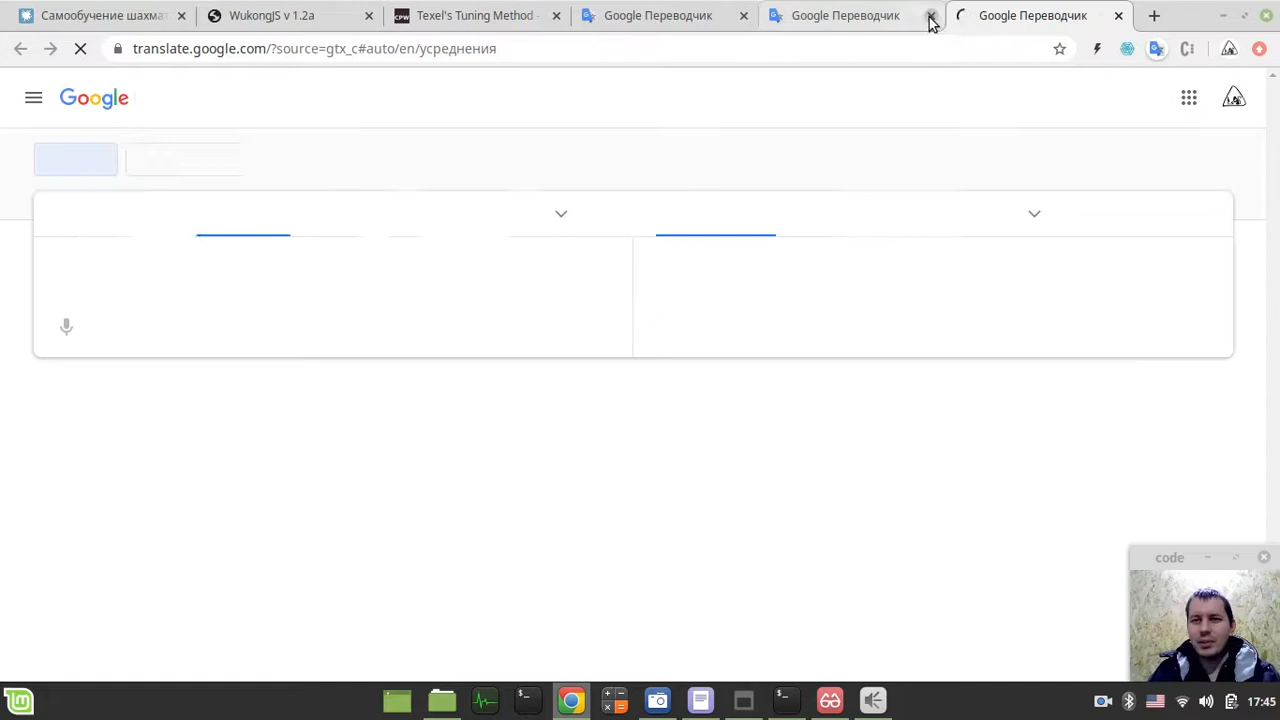 Самообучение шахмат
WukongJS v 1.2a
Texel's Tuning Method -
Google Переводчик
Google Переводчик
Google Переводчик
translate.google.com/?source=gtx_c#auto/en/усреднения
Google
code
17:45